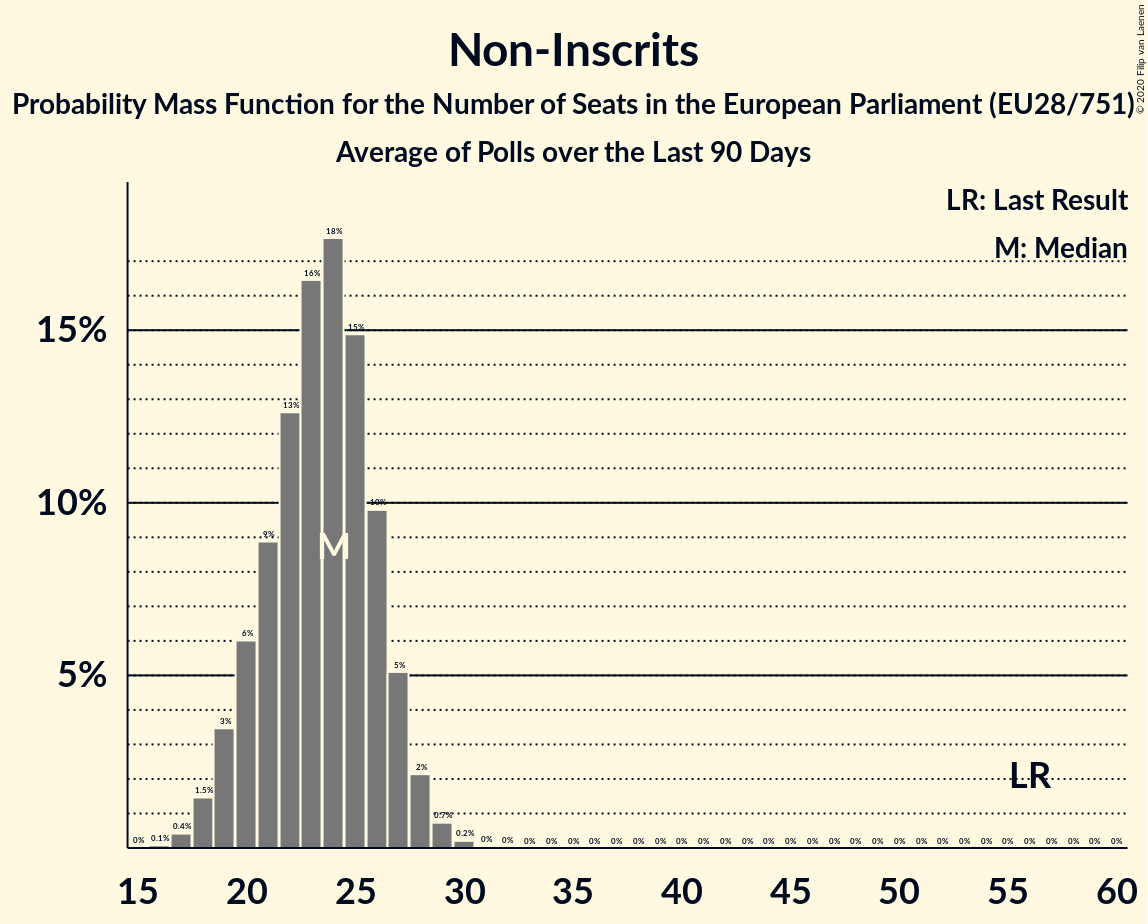 Non-Inscrits
Probability Mass Function for the Number of Seats in the European Parliament (EU28/751)
Average of Polls over the Last 90 Days
© 2020 Filip van Laenen
LR: Last Result
M: Median
15%
10%
5%
0% 0.1% 0.4% 1.5% 3% 6% 9% 13% 16% 18% 15% 10% 5% 2% 0.7% 0.2% 0% 0% 0% 0% 0% 0% 0% 0% 0% 0% 0% 0% 0% 0% 0% 0% 0% 0% 0% 0% 0% 0% 0% 0% 0% 0% 0% 0% 0% 0%
M
LR
15 20 25 30 35 40 45 50 55 60